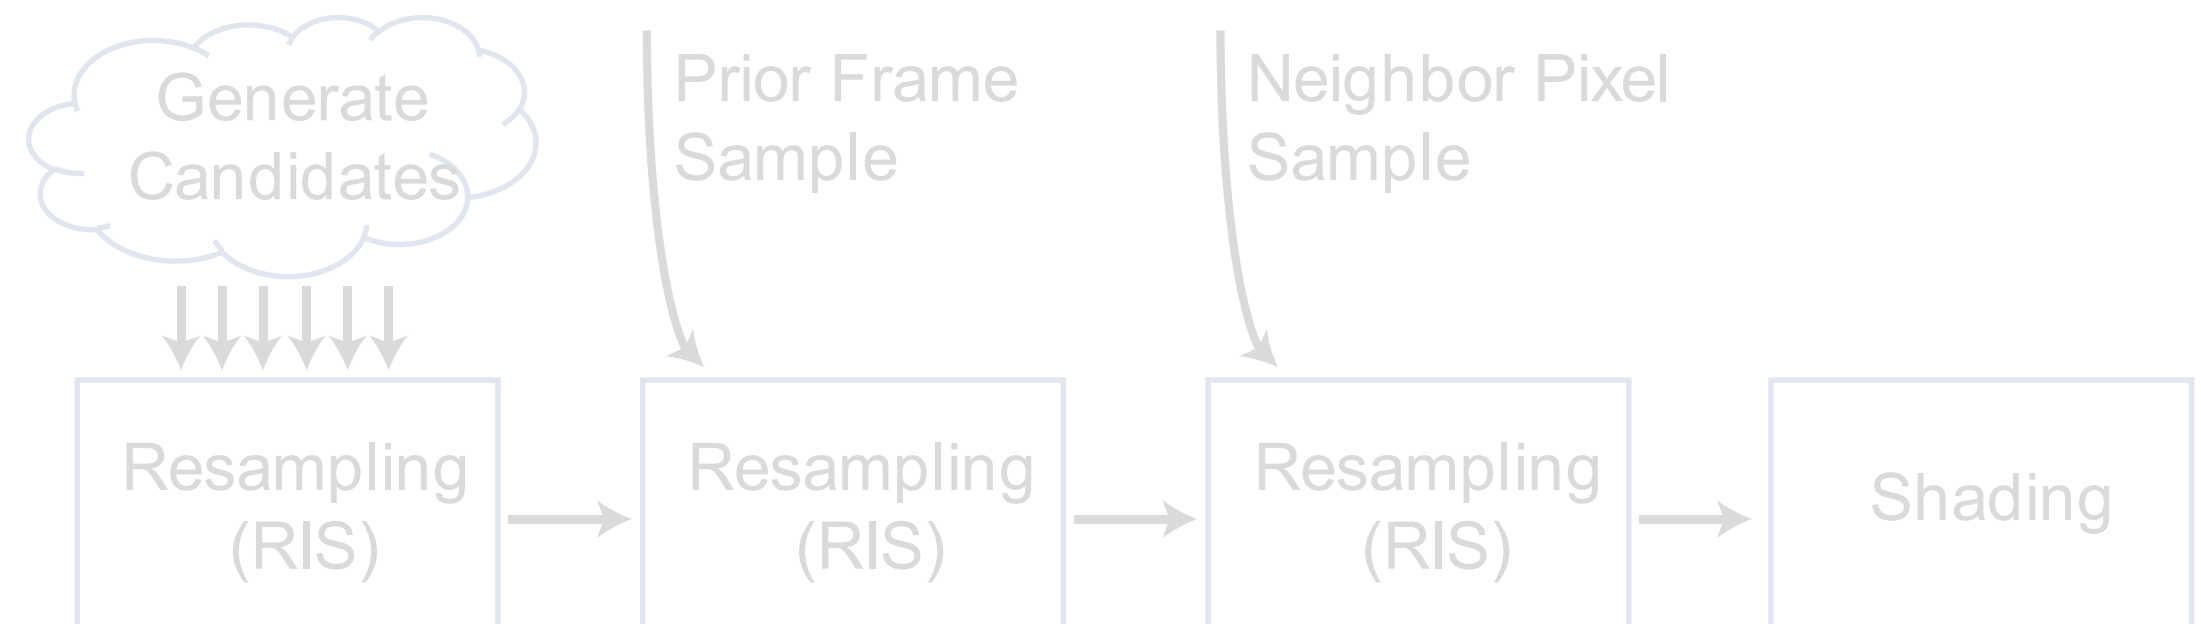 Generate
Candidates
Prior Frame
Sample
Neighbor Pixel
Sample
Resampling
(RIS)
Resampling
(RIS)
Resampling
(RIS)
Shading